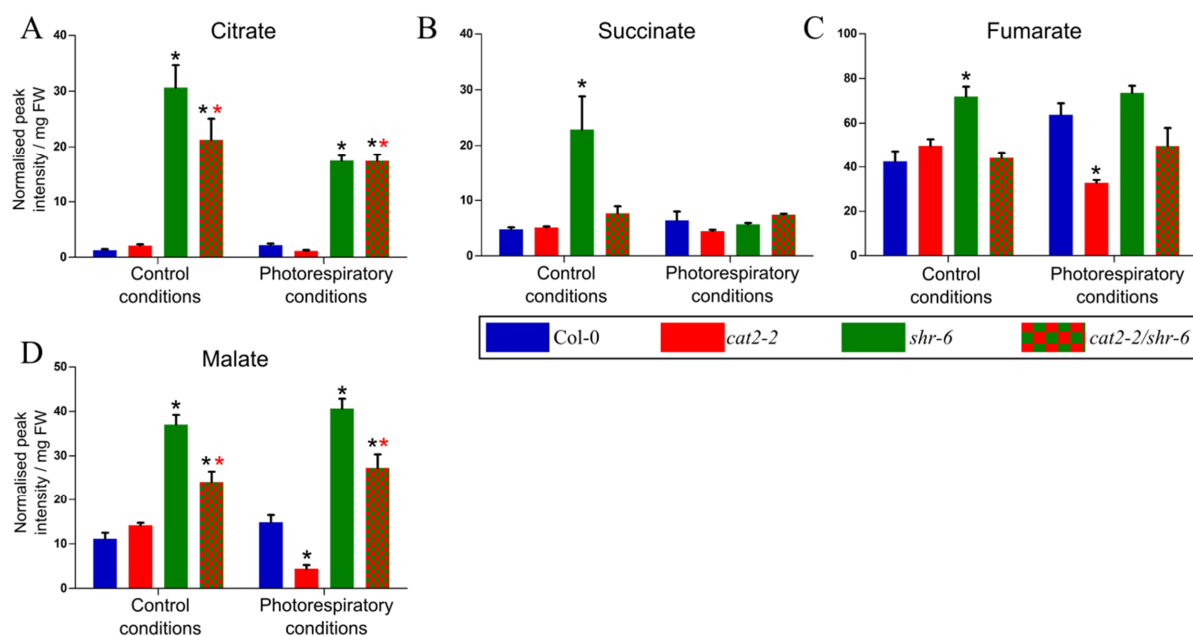 A Citrate
Normalised peak
intensity / mg FW
40
30
20
10
0
*
* *
*
* *
Control
conditions
Photorespiratory
conditions
B Succinate
40
30
20
10
0
*
Control
conditions
Photorespiratory
conditions
C Fumarate
100
80
60
40
20
0
*
*
Control
conditions
Photorespiratory
conditions
Col-0 cat2-2 shr-6 cat2-2/shr-6
D Malate
Normalised peak
intensity / mg FW
50
40
30
20
10
0
*
* *
*
*
* *
Control
conditions
Photorespiratory
conditions